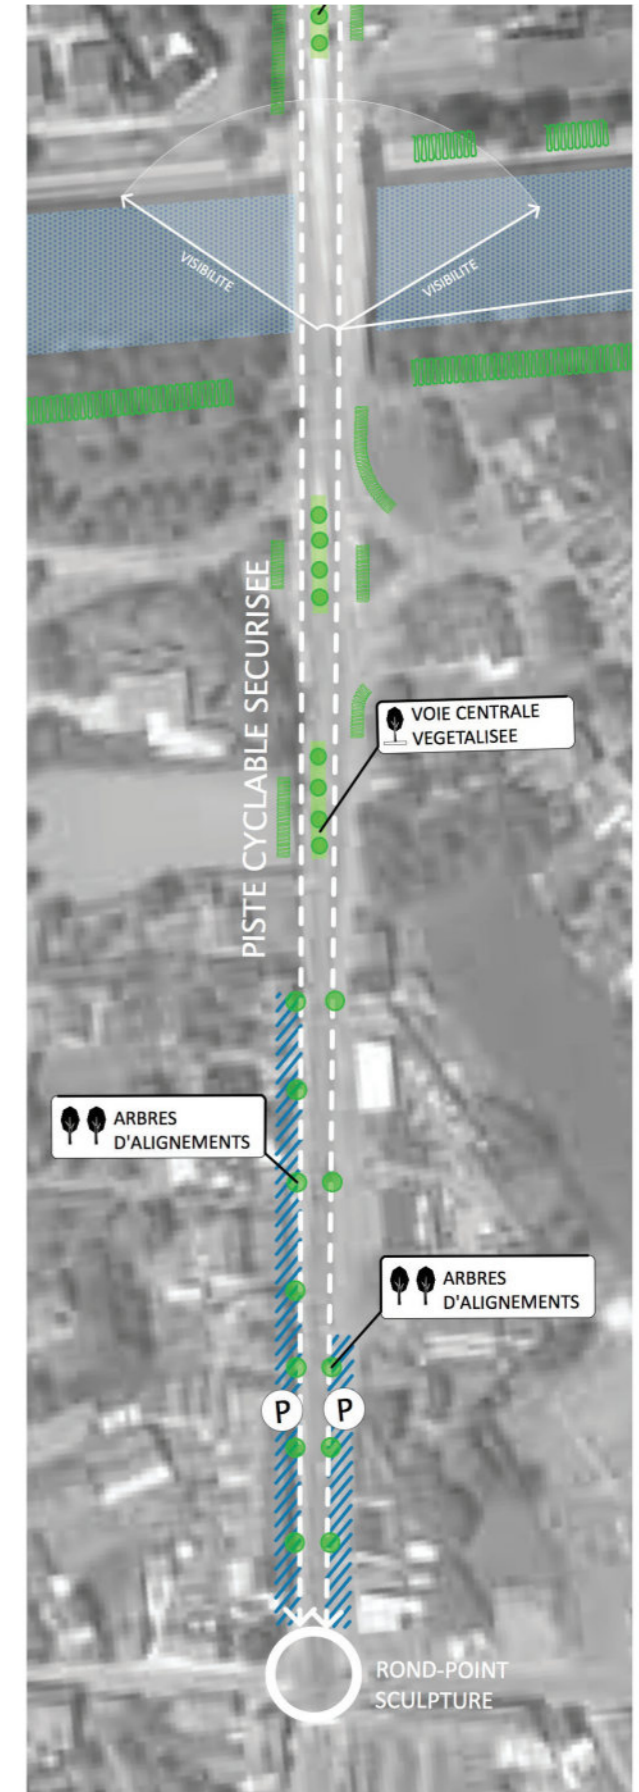 VISIBILITE
VISIBILITE
PISTE CYCLABLE SECURISEE
VOIE CENTRALE
VEGETALISEE
ARBRES
D'ALIGNEMENTS
ARBRES
D'ALIGNEMENTS
P
P
ROND-POINT
SCULPTURE